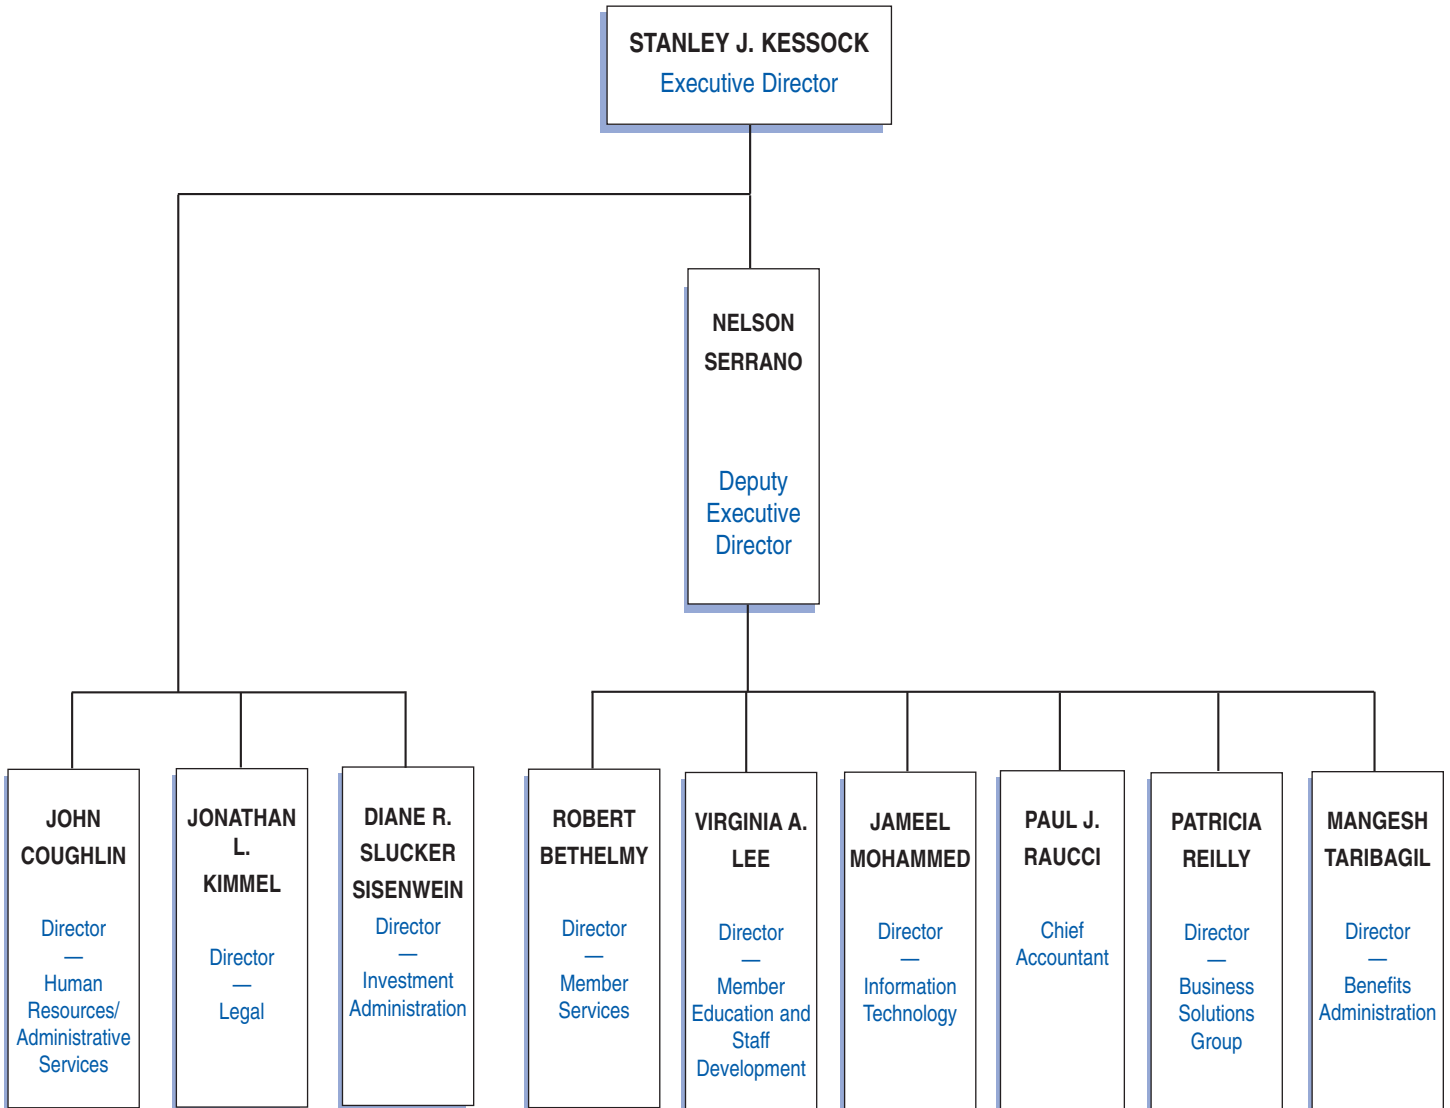 STANLEY J. KESSOCK
Executive Director
NELSON
SERRANO
Deputy
Executive
Director
JOHN
COUGHLIN
Director
—
Human
Resources/
Administrative
Services
JONATHAN
L.
KIMMEL
Director
—
Legal
DIANE R.
SLUCKER
SISENWEIN
Director
—
Investment
Administration
ROBERT
BETHELMY
Director
—
Member
Services
VIRGINIA A.
LEE
Director
—
Member
Education and
Staff
Development
JAMEEL
MOHAMMED
Director
—
Information
Technology
PAUL J.
RAUCCI
Chief
Accountant
PATRICIA
REILLY
Director
—
Business
Solutions
Group
MANGESH
TARIBAGIL
Director
—
Benefits
Administration